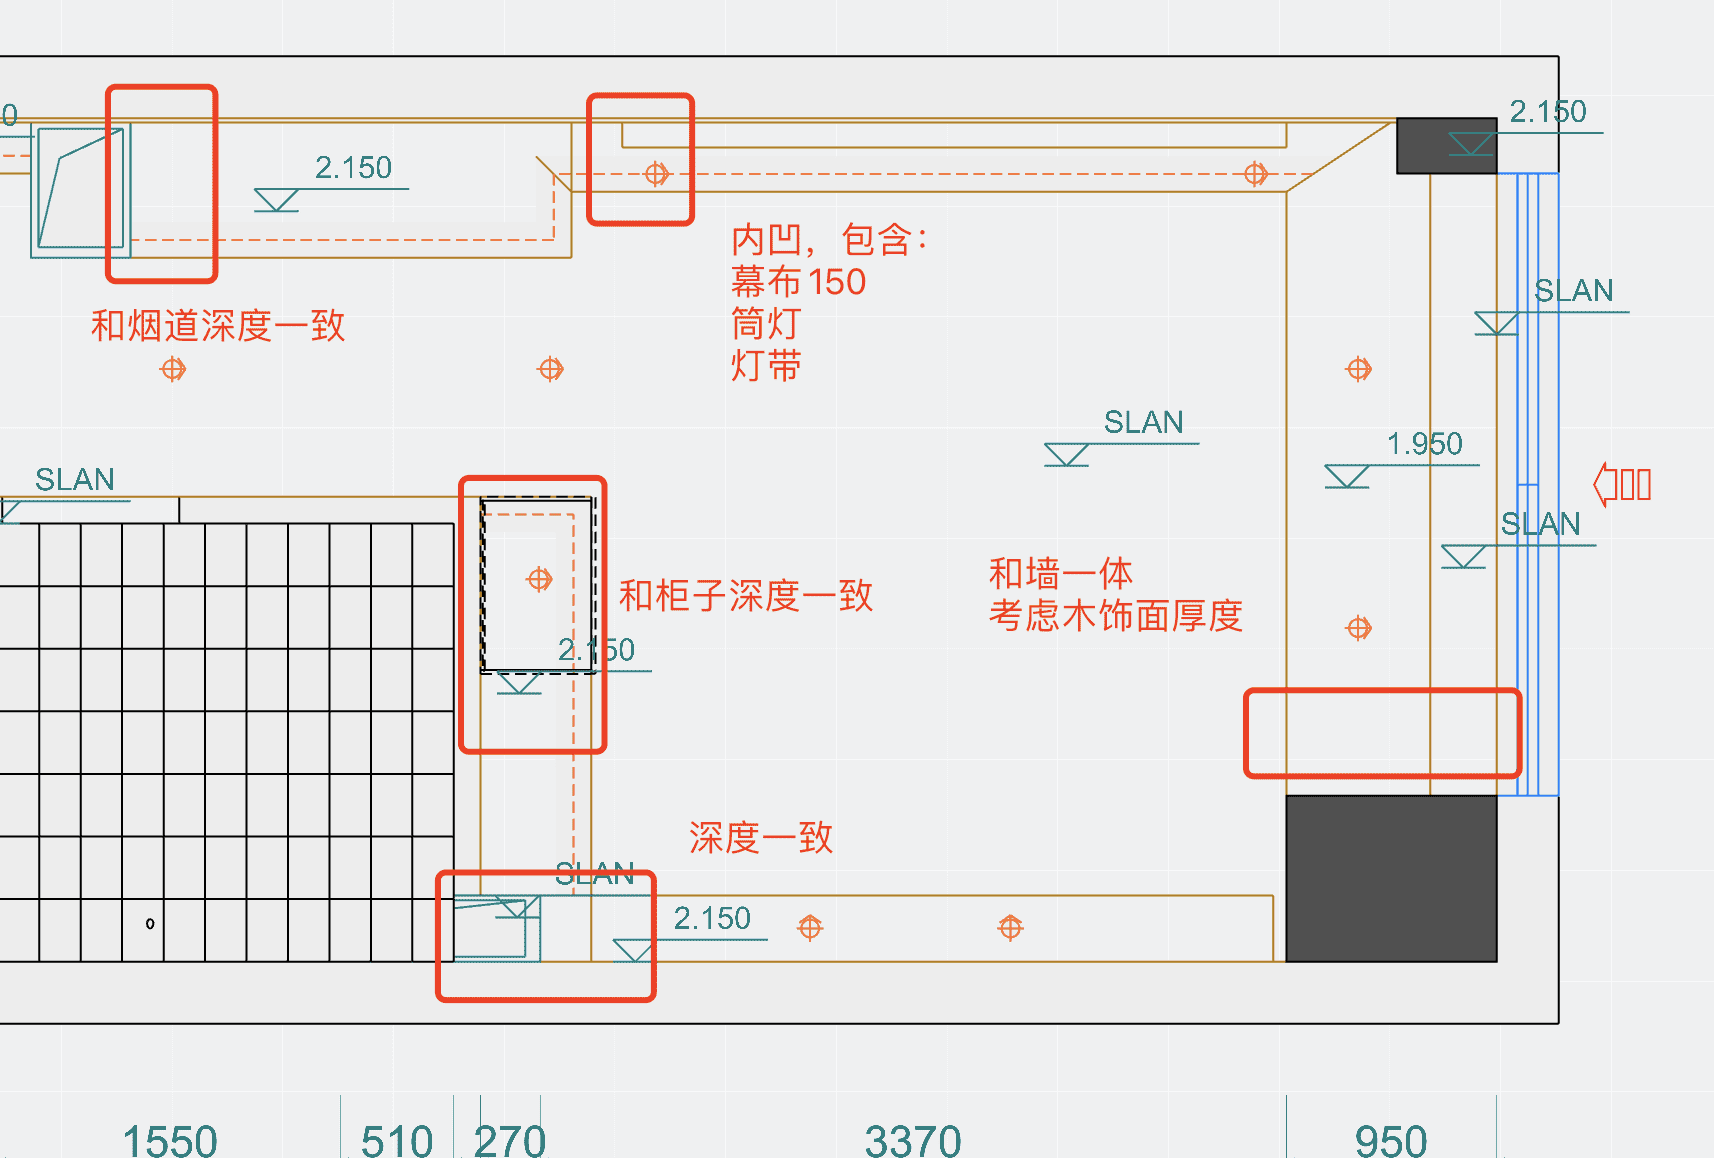 0
2.150
2.150
内凹，包含：
幕布150
筒灯
灯带
SLAN
和烟道深度一致
SLAN
1.950
SLAN
SLAN
和柜子深度一致
和墙一体
考虑木饰面厚度
2.150
深度一致
SLAN
2.150
0
1550
510
270
3370
950